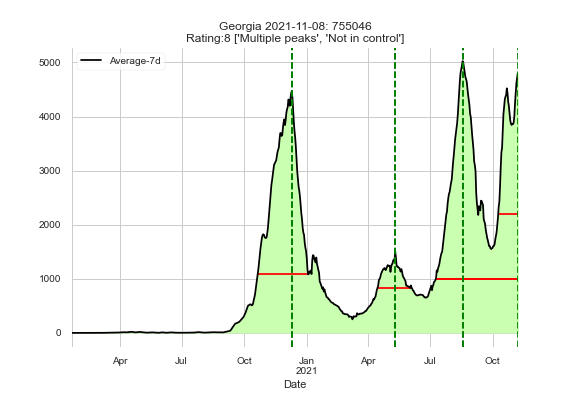 Georgia 2021-11-08: 755046
Rating:8 ['Multiple peaks', 'Not in control']
Average-7d
5000
4000
3000
2000
1000
0
Apr
Jul
Oct
Jan
2021
Apr
Jul
Oct
Date